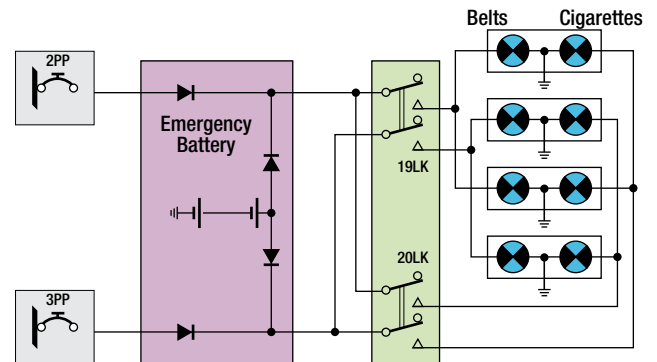 Belts
Cigarettes
2PP
Emergency
Battery
19LK
20LK
3PP